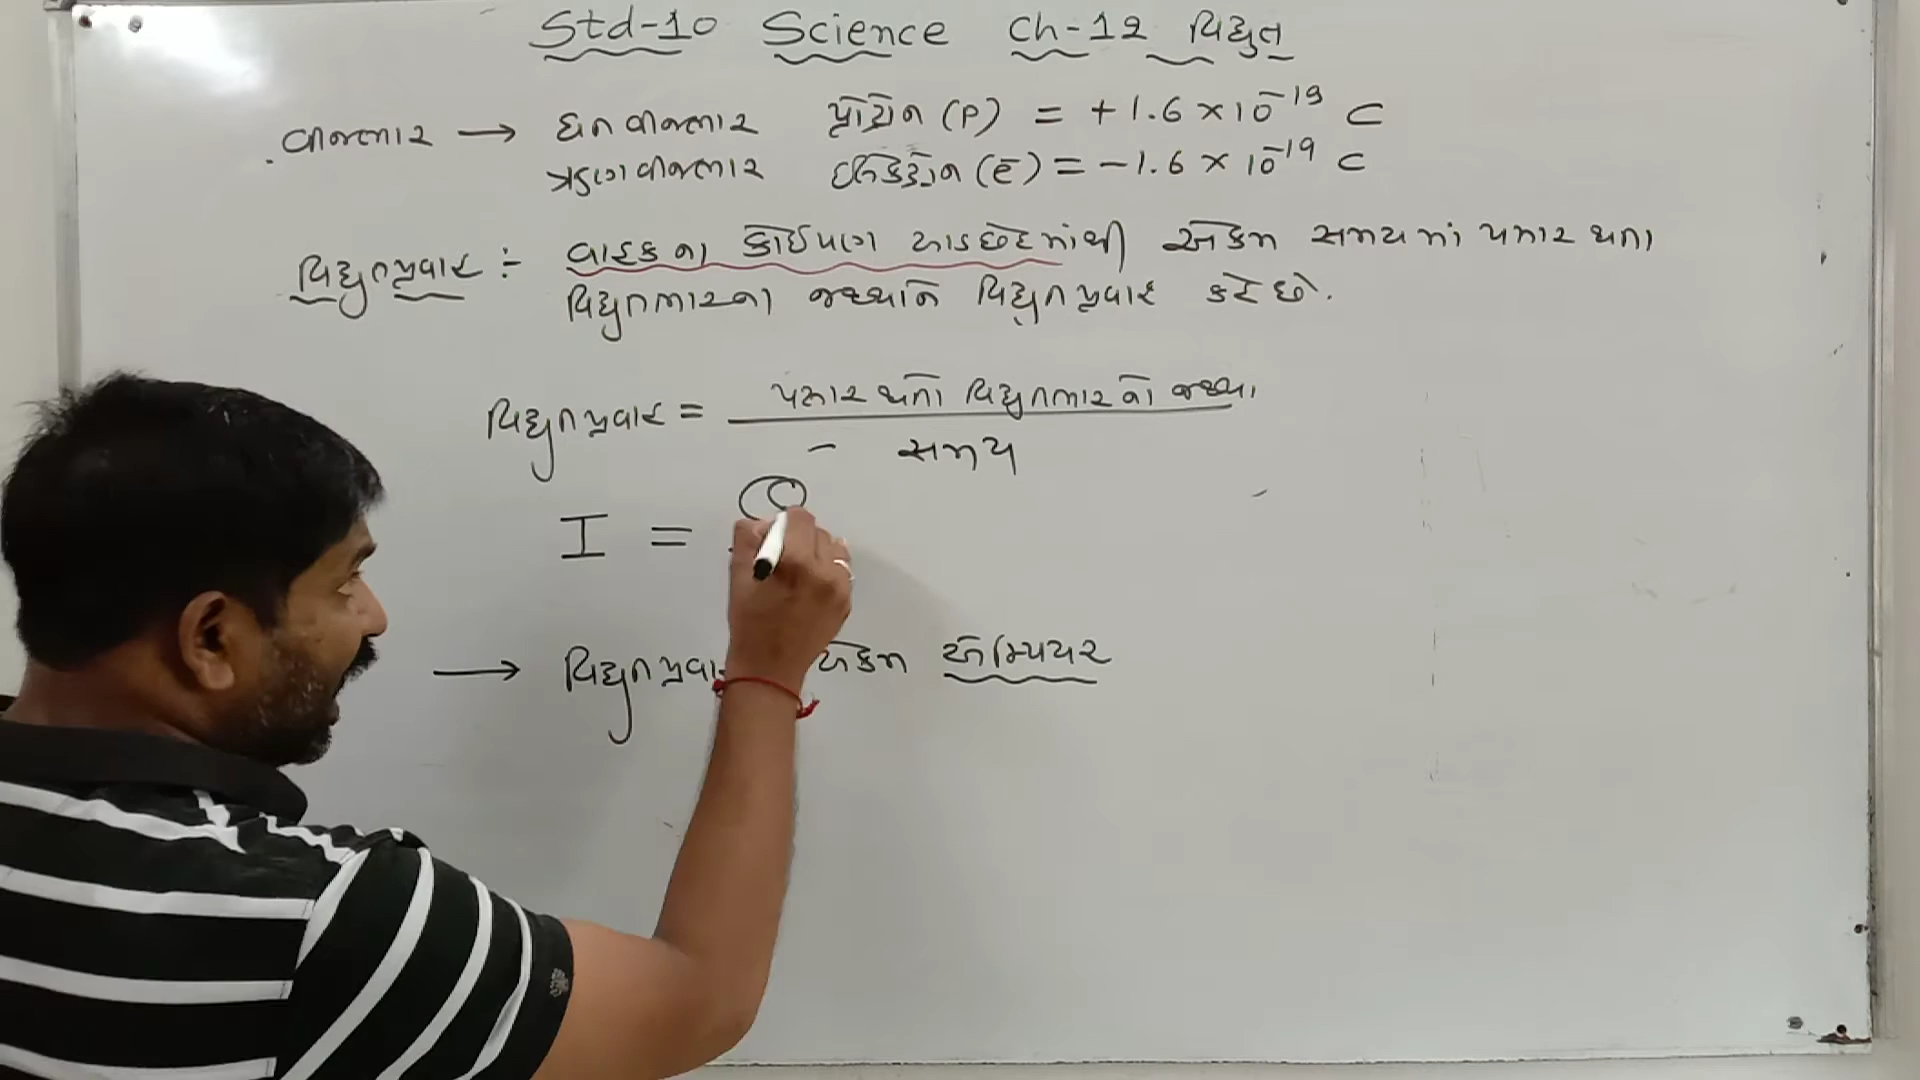 Std-10 Science Ch-12 વિદ્યુત
વીજભાર → ધન વીજભાર પ્રોટોન (P) = +1.6 × 10⁻¹⁹ C
ઋણ વીજભાર ઈલેક્ટ્રોન (e̅) = -1.6 × 10⁻¹⁹ C
વિદ્યુતપ્રવાહ :- વાહકના કોઈપણ આડછેદમાંથી એકમ સમયમાં પસાર થતા
વિદ્યુતભારના જથ્થાને વિદ્યુતપ્રવાહ કહે છે.
વિદ્યુતપ્રવાહ = પસાર થતો વિદ્યુતભારનો જથ્થો
સમય
I = Q
→ વિદ્યુતપ્રવા એકમ એમ્પિયર